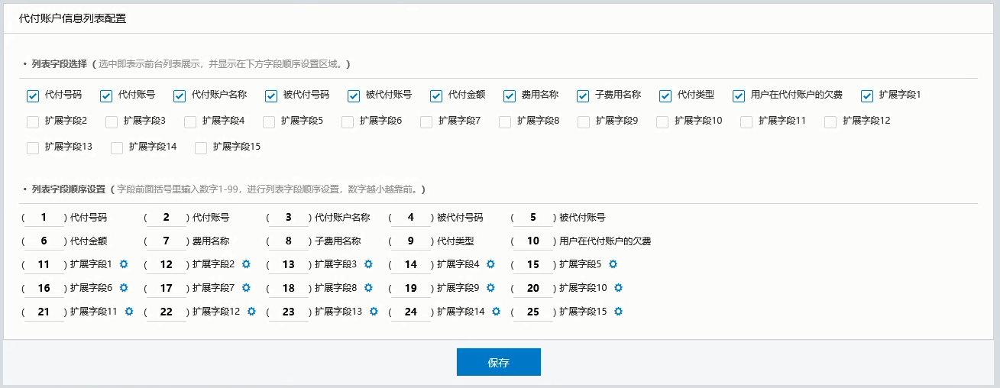 代付账户信息列表配置
• 列表字段选择 ( 选中即表示前台列表展示，并显示在下方字段顺序设置区域。)
代付号码 代付账号 代付账户名称 被代付号码 被代付账号 代付金额 费用名称 子费用名称 代付类型 用户在代付账户的欠费 扩展字段1
扩展字段2 扩展字段3 扩展字段4 扩展字段5 扩展字段6 扩展字段7 扩展字段8 扩展字段9 扩展字段10 扩展字段11 扩展字段12
扩展字段13 扩展字段14 扩展字段15
• 列表字段顺序设置 ( 字段前面括号里输入数字1-99，进行列表字段顺序设置，数字越小越靠前。)
( 1 ) 代付号码 ( 2 ) 代付账号 ( 3 ) 代付账户名称 ( 4 ) 被代付号码 ( 5 ) 被代付账号
( 6 ) 代付金额 ( 7 ) 费用名称 ( 8 ) 子费用名称 ( 9 ) 代付类型 ( 10 ) 用户在代付账户的欠费
( 11 ) 扩展字段1 ( 12 ) 扩展字段2 ( 13 ) 扩展字段3 ( 14 ) 扩展字段4 ( 15 ) 扩展字段5
( 16 ) 扩展字段6 ( 17 ) 扩展字段7 ( 18 ) 扩展字段8 ( 19 ) 扩展字段9 ( 20 ) 扩展字段10
( 21 ) 扩展字段11 ( 22 ) 扩展字段12 ( 23 ) 扩展字段13 ( 24 ) 扩展字段14 ( 25 ) 扩展字段15
保存